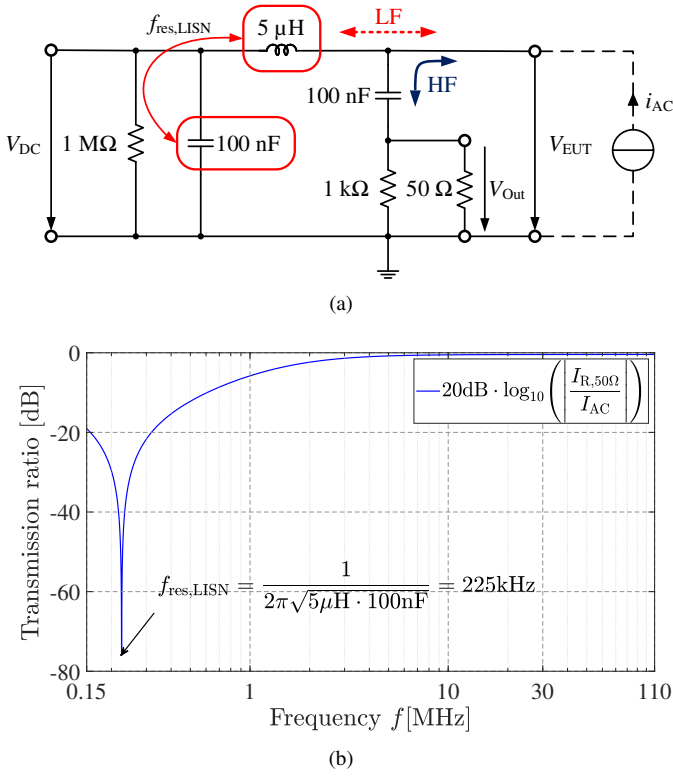 f_res,LISN
5 µH
LF
100 nF
HF
i_AC
V_DC
1 MΩ
100 nF
V_EUT
1 kΩ
50 Ω
V_Out
(a)
Transmission ratio [dB]
0
-20
-40
-60
-80
20dB · log_10(|I_R,50Ω / I_AC|)
f_res,LISN = 1 / (2π√(5µH · 100nF)) = 225kHz
0.15
1
10
30
110
Frequency f[MHz]
(b)